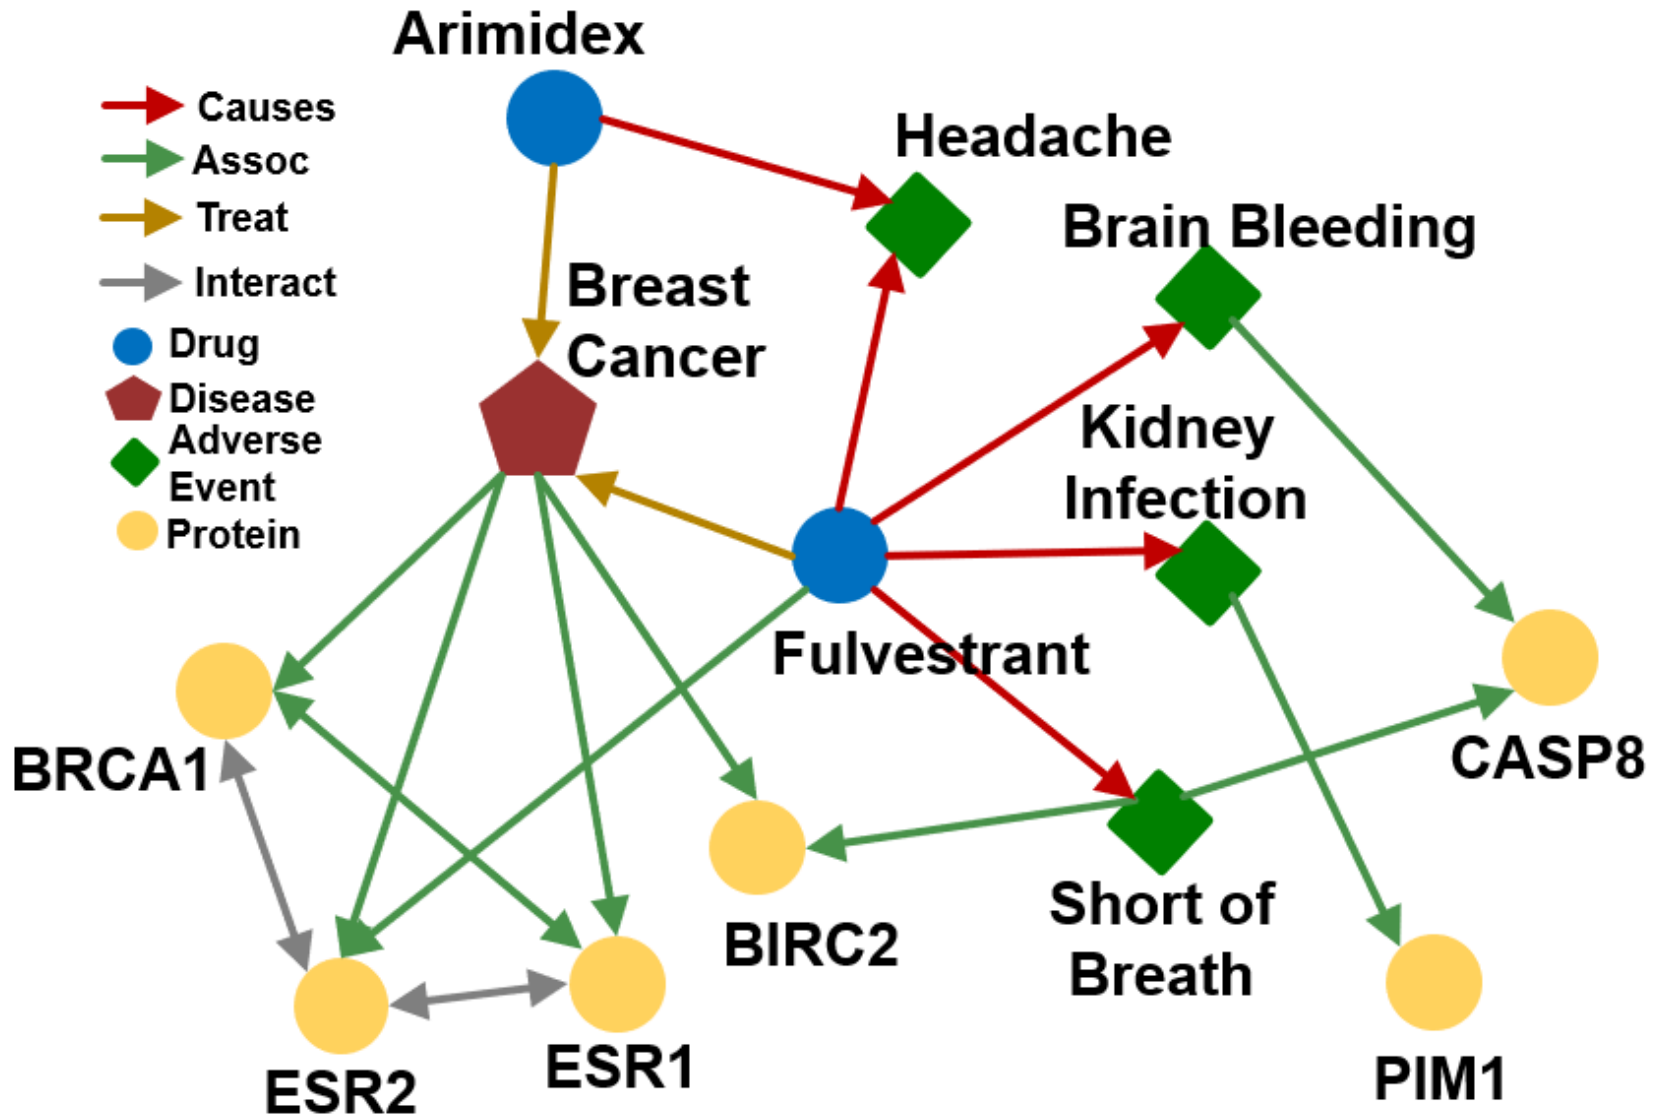 Arimidex
Causes
Assoc
Treat
Interact
Drug
Disease
Adverse
Event
Protein
Headache
Brain Bleeding
Breast
Cancer
Kidney
Infection
Fulvestrant
BRCA1
CASP8
BIRC2
Short of
Breath
ESR2
ESR1
PIM1